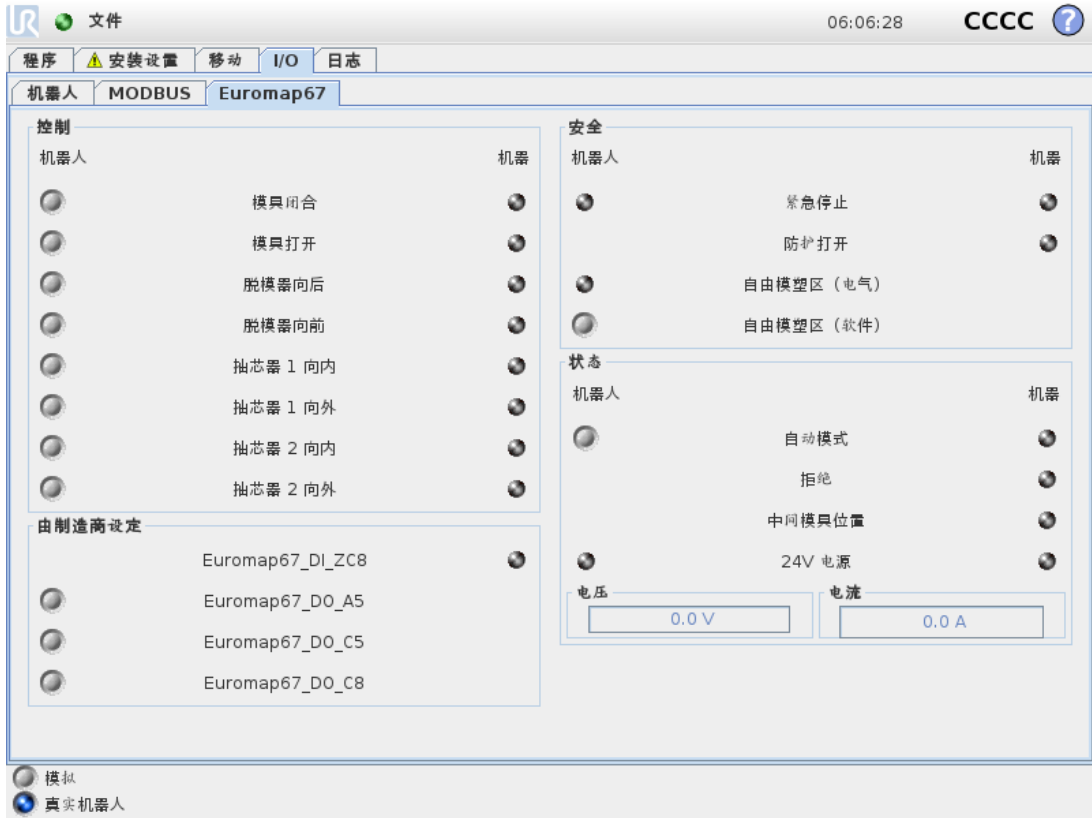 UR 文件 06:06:28 CCCC ?
程序 安装设置 移动 I/O 日志
机器人 MODBUS Euromap67
控制
机器人 机器
模具闭合
模具打开
脱模器向后
脱模器向前
抽芯器 1 向内
抽芯器 1 向外
抽芯器 2 向内
抽芯器 2 向外
由制造商设定
Euromap67_DI_ZC8
Euromap67_DO_A5
Euromap67_DO_C5
Euromap67_DO_C8
安全
机器人 机器
紧急停止
防护打开
自由模塑区（电气）
自由模塑区（软件）
状态
机器人 机器
自动模式
拒绝
中间模具位置
24V 电源
电压 电流
0.0 V 0.0 A
模拟
真实机器人